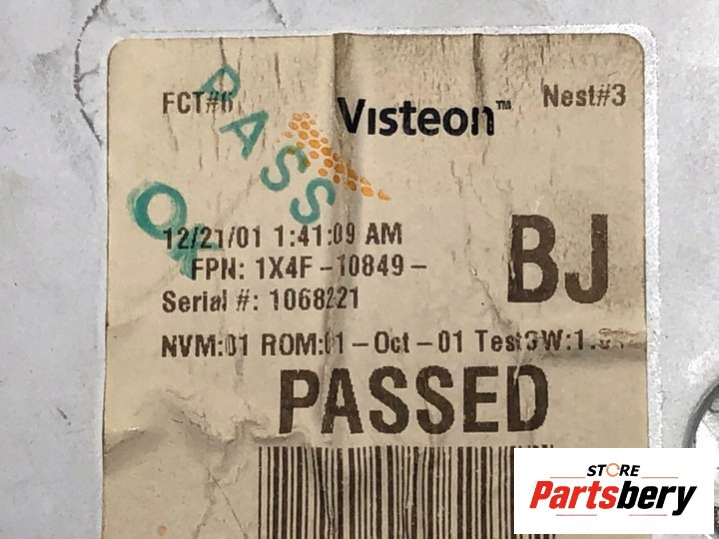 FCT#6
Visteon™
Nest#3
PASS
OK
12/21/01 1:41:09 AM
FPN: 1X4F-10849-
BJ
Serial #: 1068221
NVM:01 ROM:01-Oct-01 TestSW:1.
PASSED
STORE
Partsbery